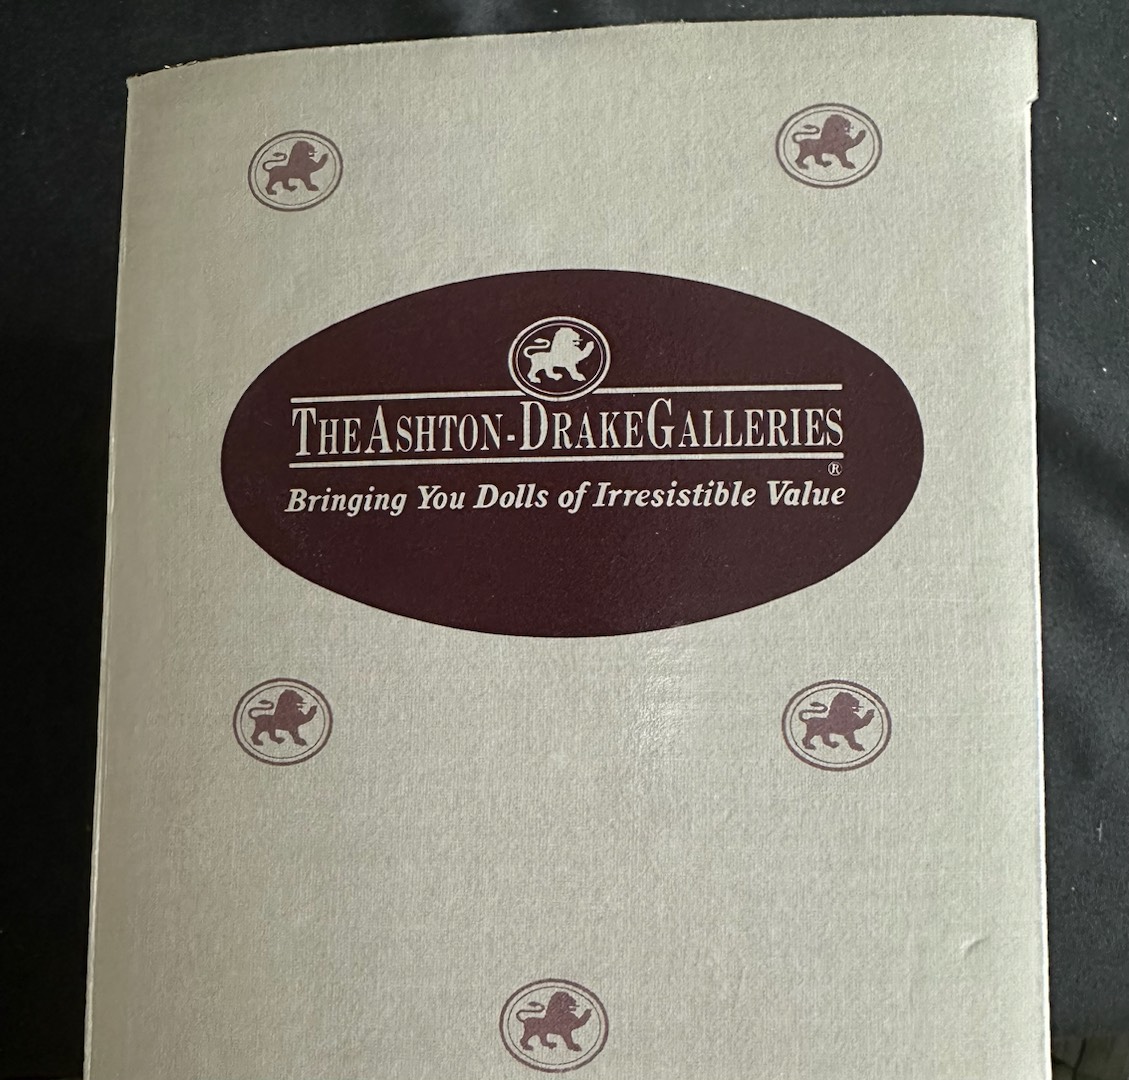 The Ashton-Drake Galleries
®
Bringing You Dolls of Irresistible Value